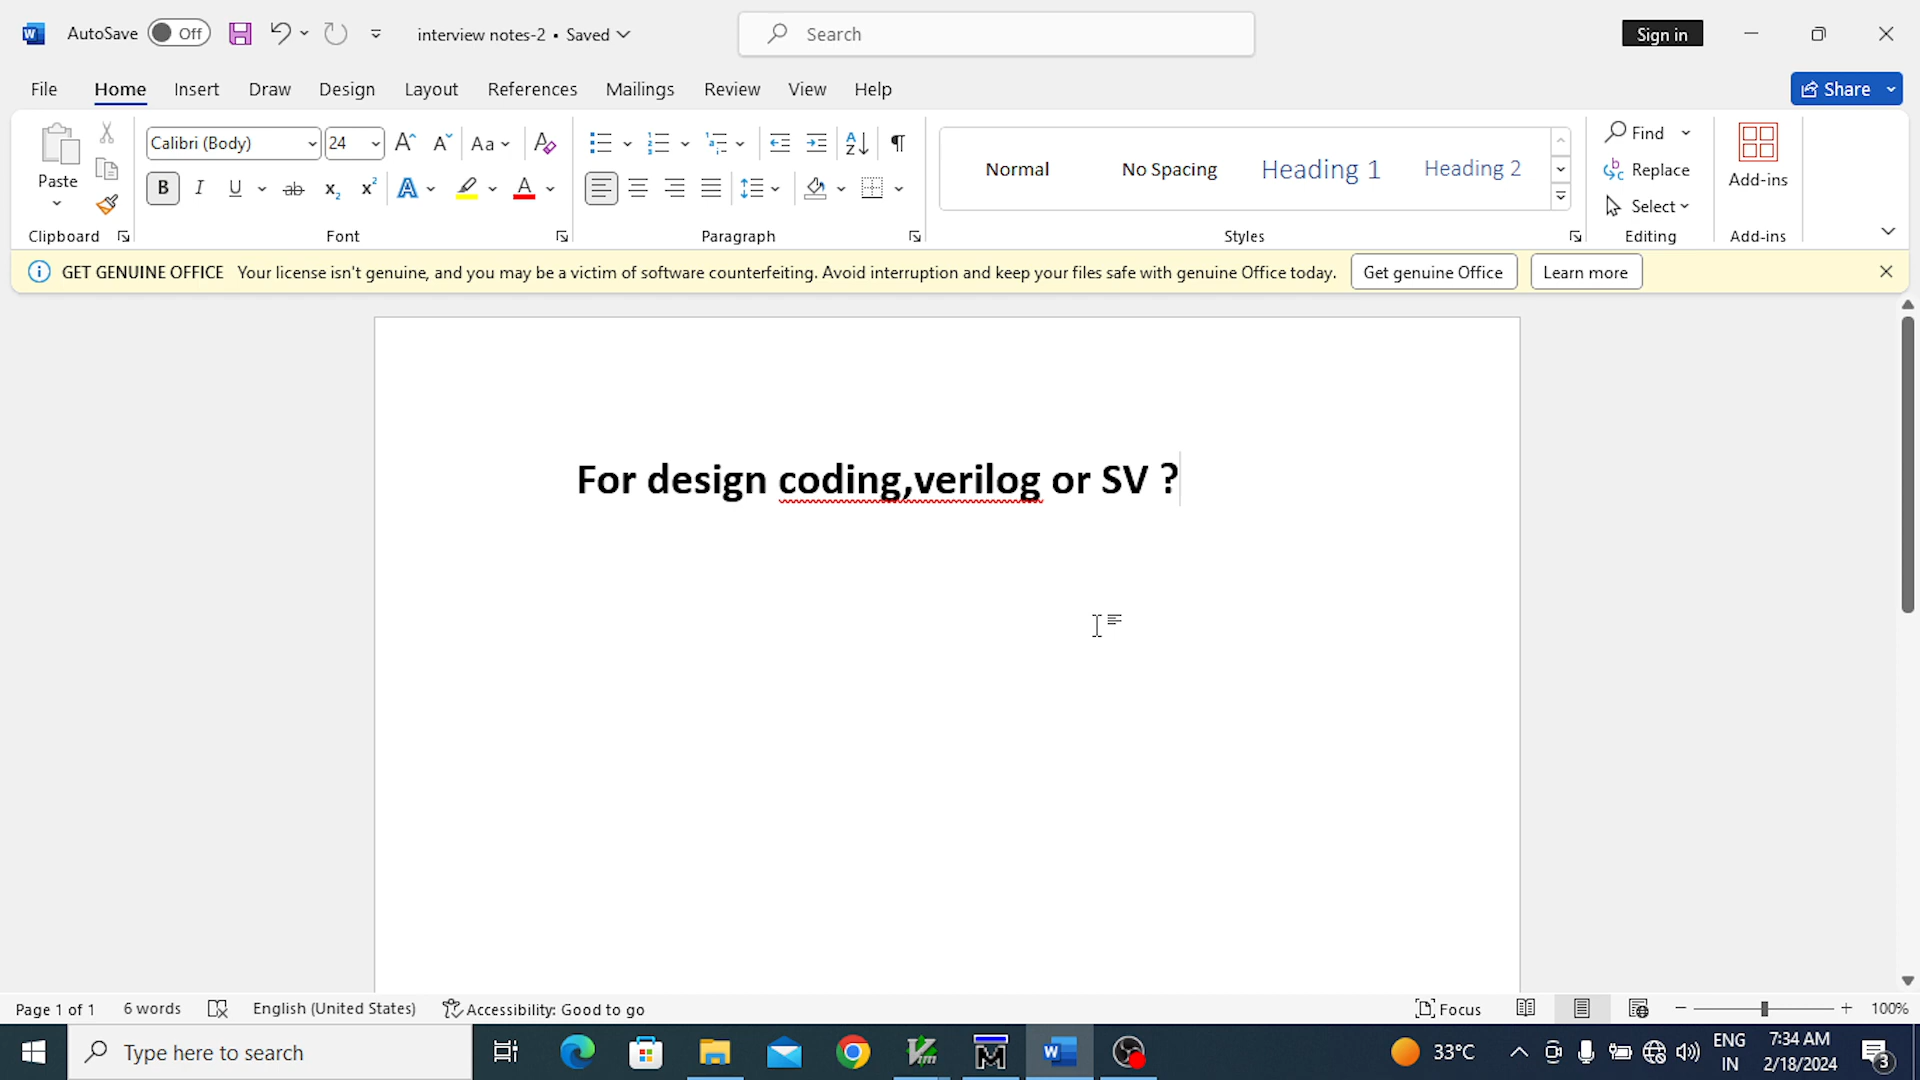 AutoSave Off interview notes-2 • Saved Search Sign in
File Home Insert Draw Design Layout References Mailings Review View Help Share
Calibri (Body) 24 Aa Normal No Spacing Heading 1 Heading 2 Find
Paste Replace Add-ins
B I U ab x₂ x² A A Select
Clipboard Font Paragraph Styles Editing Add-ins
GET GENUINE OFFICE Your license isn't genuine, and you may be a victim of software counterfeiting. Avoid interruption and keep your files safe with genuine Office today. Get genuine Office Learn more
For design coding,verilog or SV ?
Page 1 of 1 6 words English (United States) Accessibility: Good to go Focus 100%
Type here to search 33°C ENG 7:34 AM
IN 2/18/2024 3